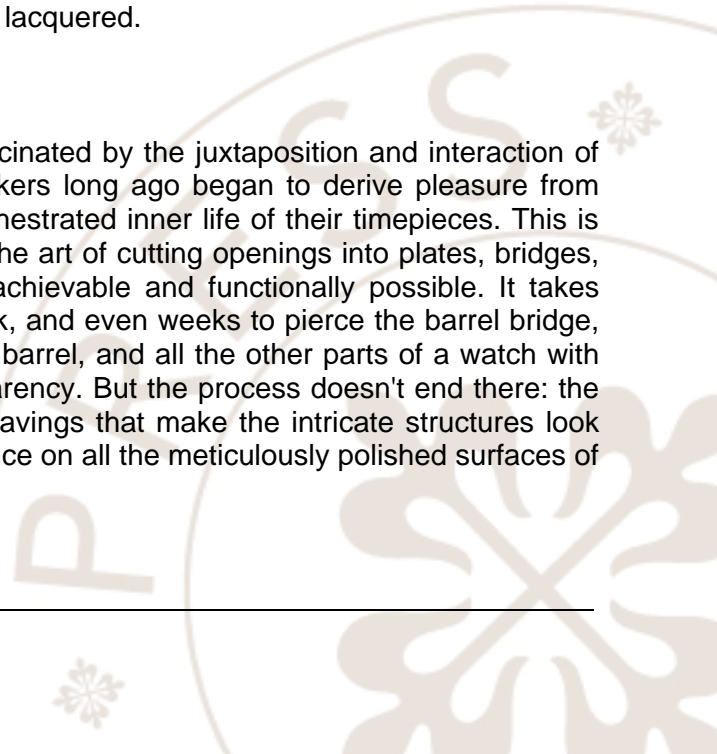 lacquered.
cinated by the juxtaposition and interaction of
kers long ago began to derive pleasure from
nestrated inner life of their timepieces. This is
he art of cutting openings into plates, bridges,
achievable and functionally possible. It takes
k, and even weeks to pierce the barrel bridge,
barrel, and all the other parts of a watch with
arency. But the process doesn't end there: the
avings that make the intricate structures look
ce on all the meticulously polished surfaces of
PRESS